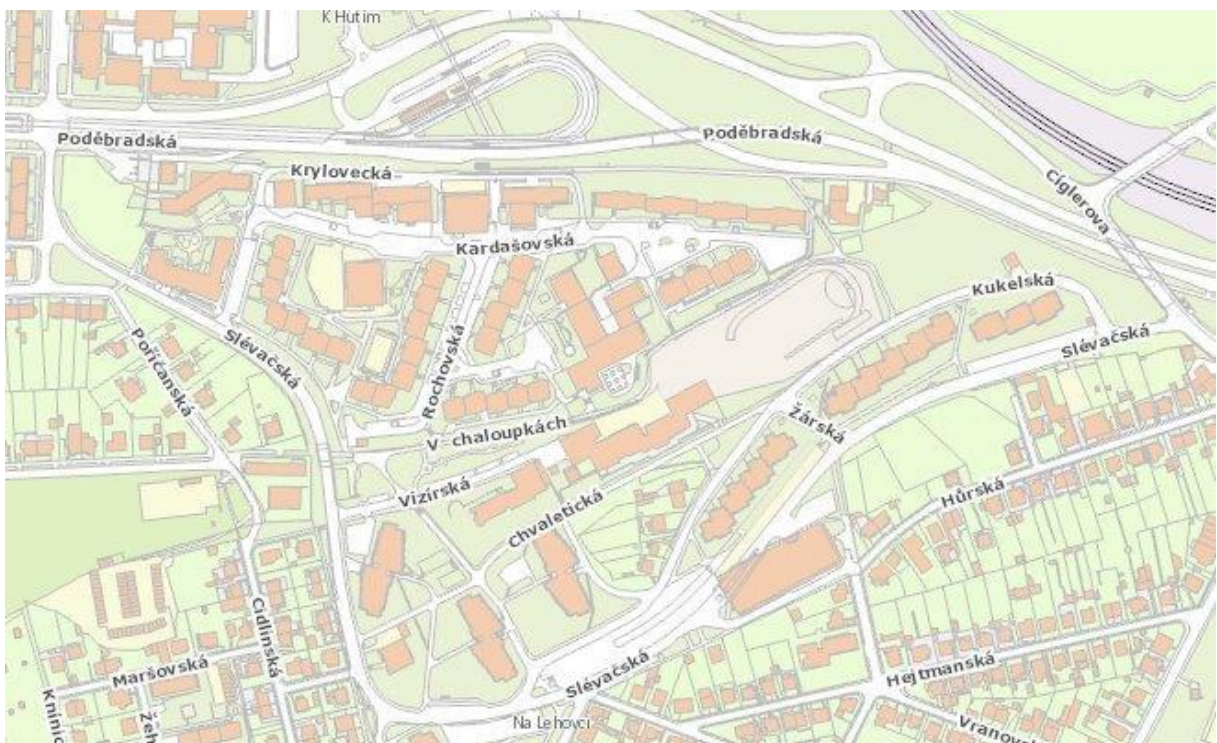 K Hutím
Poděbradská
Poděbradská
Krylovecká
Cíglerova
Kardašovská
Kukelská
Slévačská
Slévačská
Poříčanská
Rochovská
V chaloupkách
Žárská
Vizírská
Hůrská
Chvaletická
Cidlinská
Maršovská
Slévačská
Hejtmanská
Na Lehovci